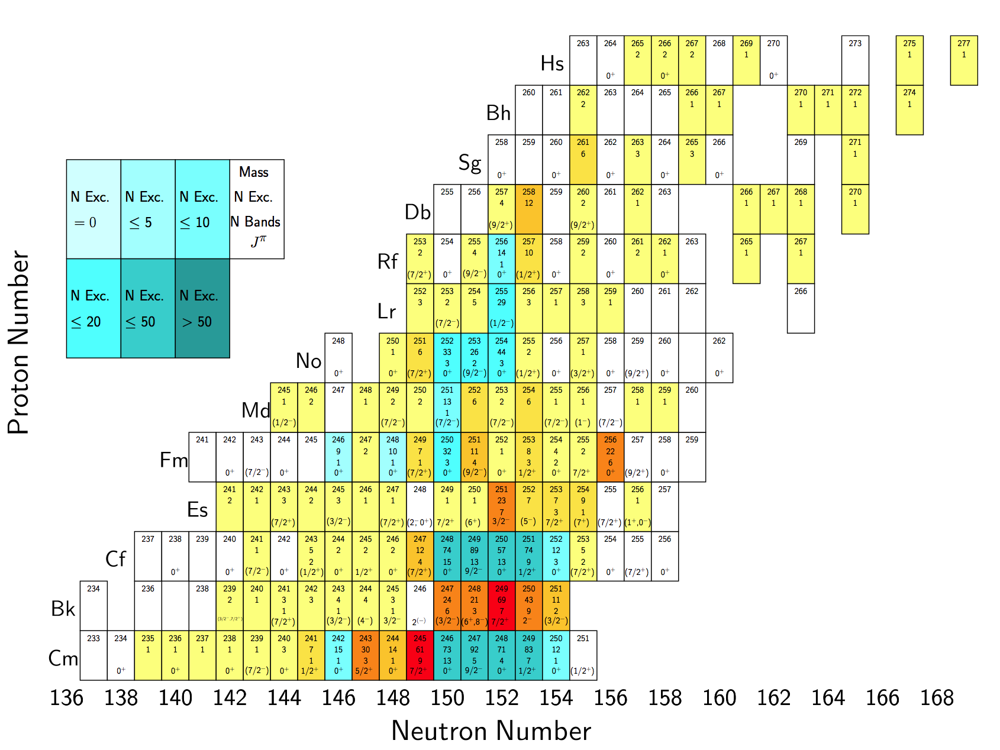 263 264 265 266 267 268 269 270 273 275 277
2 2 2 1 1 1
Hs
0⁺ 0⁺ 0⁺
260 261 262 263 264 265 266 267 270 271 272 274
2 1 1 1 1 1 1
Bh
258 259 260 261 262 263 264 265 266 269 271
6 3 3 1
Sg
0⁺ 0⁺ 0⁺ 0⁺ 0⁺
Mass
N Exc. N Exc. N Exc. N Exc.
= 0 ≤ 5 ≤ 10 N Bands
J^π
255 256 257 258 259 260 261 262 263 266 267 268 270
4 12 2 1 1 1 1 1
Db
(9/2⁺) (9/2⁺)
253 254 255 256 257 258 259 260 261 262 263 265 267
2 4 14 10 2 2 1 1 1
Rf
1
(7/2⁺) 0⁺ (9/2⁻) 0⁺ (1/2⁺) 0⁺ 0⁺ 0⁺
N Exc. N Exc. N Exc.
≤ 20 ≤ 50 > 50
252 253 254 255 256 257 258 259 260 261 262 266
3 2 5 29 3 1 3 1
Lr
(7/2⁻) (1/2⁻)
248 250 251 252 253 254 255 256 257 258 259 260 262
1 6 33 26 44 2 1
No
3 2 3
0⁺ 0⁺ (7/2⁺) 0⁺ (9/2⁻) 0⁺ (1/2⁺) 0⁺ (3/2⁺) 0⁺ (9/2⁺) 0⁺ 0⁺
245 246 247 248 249 250 251 252 253 254 255 256 257 258 259 260
1 2 1 2 2 13 6 2 6 1 1 1 1
Md
1
(1/2⁻) (7/2⁻) (7/2⁻) (7/2⁻) (7/2⁻) (1⁻) (7/2⁻)
241 242 243 244 245 246 247 248 249 250 251 252 253 254 255 256 257 258 259
9 2 10 7 32 11 1 8 4 2 22
Fm
1 1 1 3 4 3 2 6
0⁺ (7/2⁻) 0⁺ 0⁺ 0⁺ (7/2⁺) 0⁺ (9/2⁻) 0⁺ 1/2⁺ 0⁺ 7/2⁺ 0⁺ (9/2⁺) 0⁺
241 242 243 244 245 246 247 248 249 250 251 252 253 254 255 256 257
2 1 3 2 3 1 1 1 1 23 7 7 9 1
Es
7 3 1
(7/2⁺) (3/2⁻) (7/2⁺) (2⁻,0⁺) 7/2⁺ (6⁺) 3/2⁻ (5⁻) 7/2⁺ (7⁺) (7/2⁺) (1⁺,0⁻)
237 238 239 240 241 242 243 244 245 246 247 248 249 250 251 252 253 254 255 256
1 5 2 2 2 12 74 89 57 74 12 5
Cf
2 4 15 13 13 9 3 2
0⁺ 0⁺ (7/2⁻) 0⁺ (1/2⁺) 0⁺ 1/2⁺ 0⁺ (7/2⁺) 0⁺ 9/2⁻ 0⁺ 1/2⁺ 0⁺ (7/2⁺) 0⁺ (7/2⁺) 0⁺
234 236 238 239 240 241 242 243 244 245 246 247 248 249 250 251
2 1 3 3 4 4 3 24 21 69 43 11
Bk
1 1 1 6 3 7 9 2
(3/2⁻,7/2⁺) (7/2⁺) (3/2⁻) (4⁻) 3/2⁻ 2⁽⁻⁾ (3/2⁻) (6⁺,8⁻) 7/2⁺ 2⁻ (3/2⁻)
233 234 235 236 237 238 239 240 241 242 243 244 245 246 247 248 249 250 251
1 1 1 1 1 3 7 15 30 14 61 73 92 71 83 12
Cm
1 1 3 1 9 13 5 4 7 1
0⁺ 0⁺ 0⁺ (7/2⁻) 0⁺ 1/2⁺ 0⁺ 5/2⁺ 0⁺ 7/2⁺ 0⁺ 9/2⁻ 0⁺ 1/2⁺ 0⁺ (1/2⁺)
136 138 140 142 144 146 148 150 152 154 156 158 160 162 164 166 168
Neutron Number
Proton Number